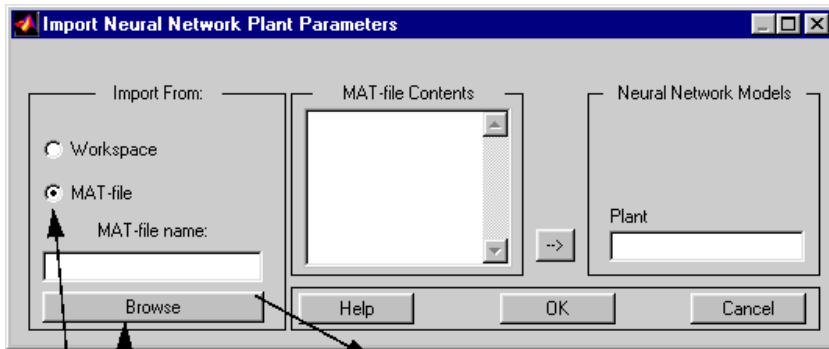 Import Neural Network Plant Parameters
Import From:
Workspace
MAT-file
MAT-file name:
Browse
MAT-file Contents
-->
Neural Network Models
Plant
Help
OK
Cancel